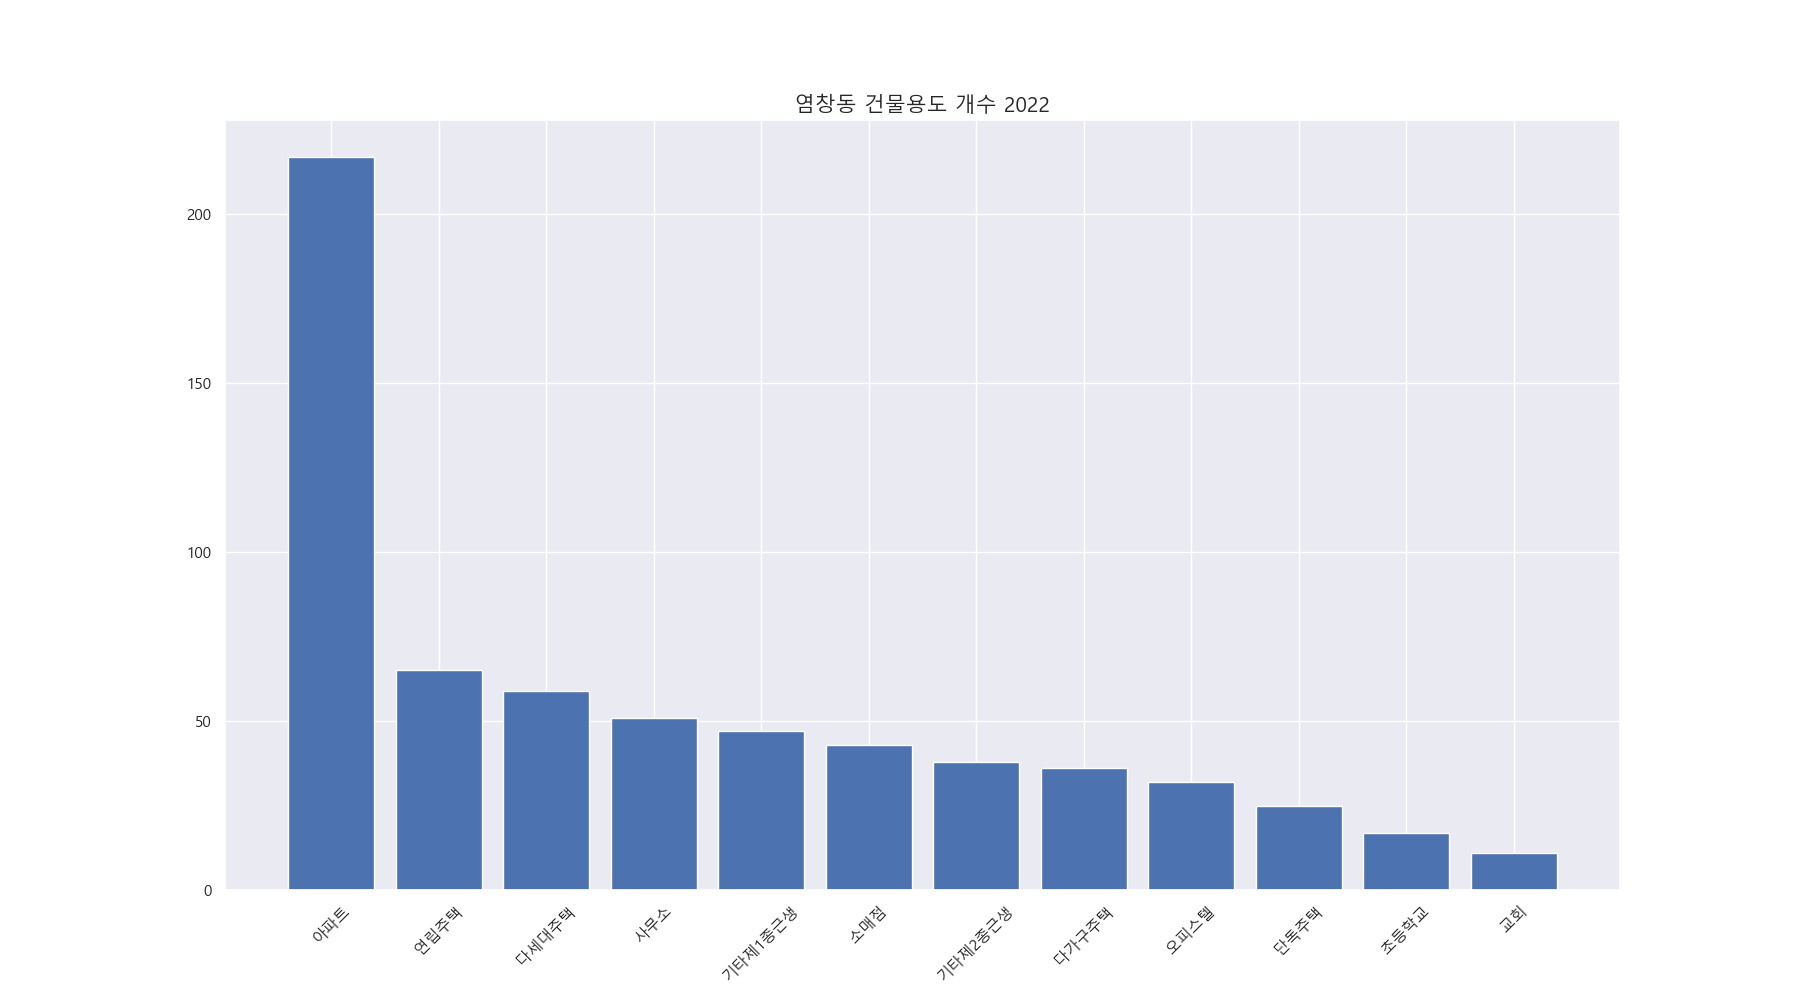 염창동 건물용도 개수 2022
200
150
100
50
0
아파트
연립주택
다세대주택
사무소
기타제1종근생
소매점
기타제2종근생
다가구주택
오피스텔
단독주택
초등학교
교회